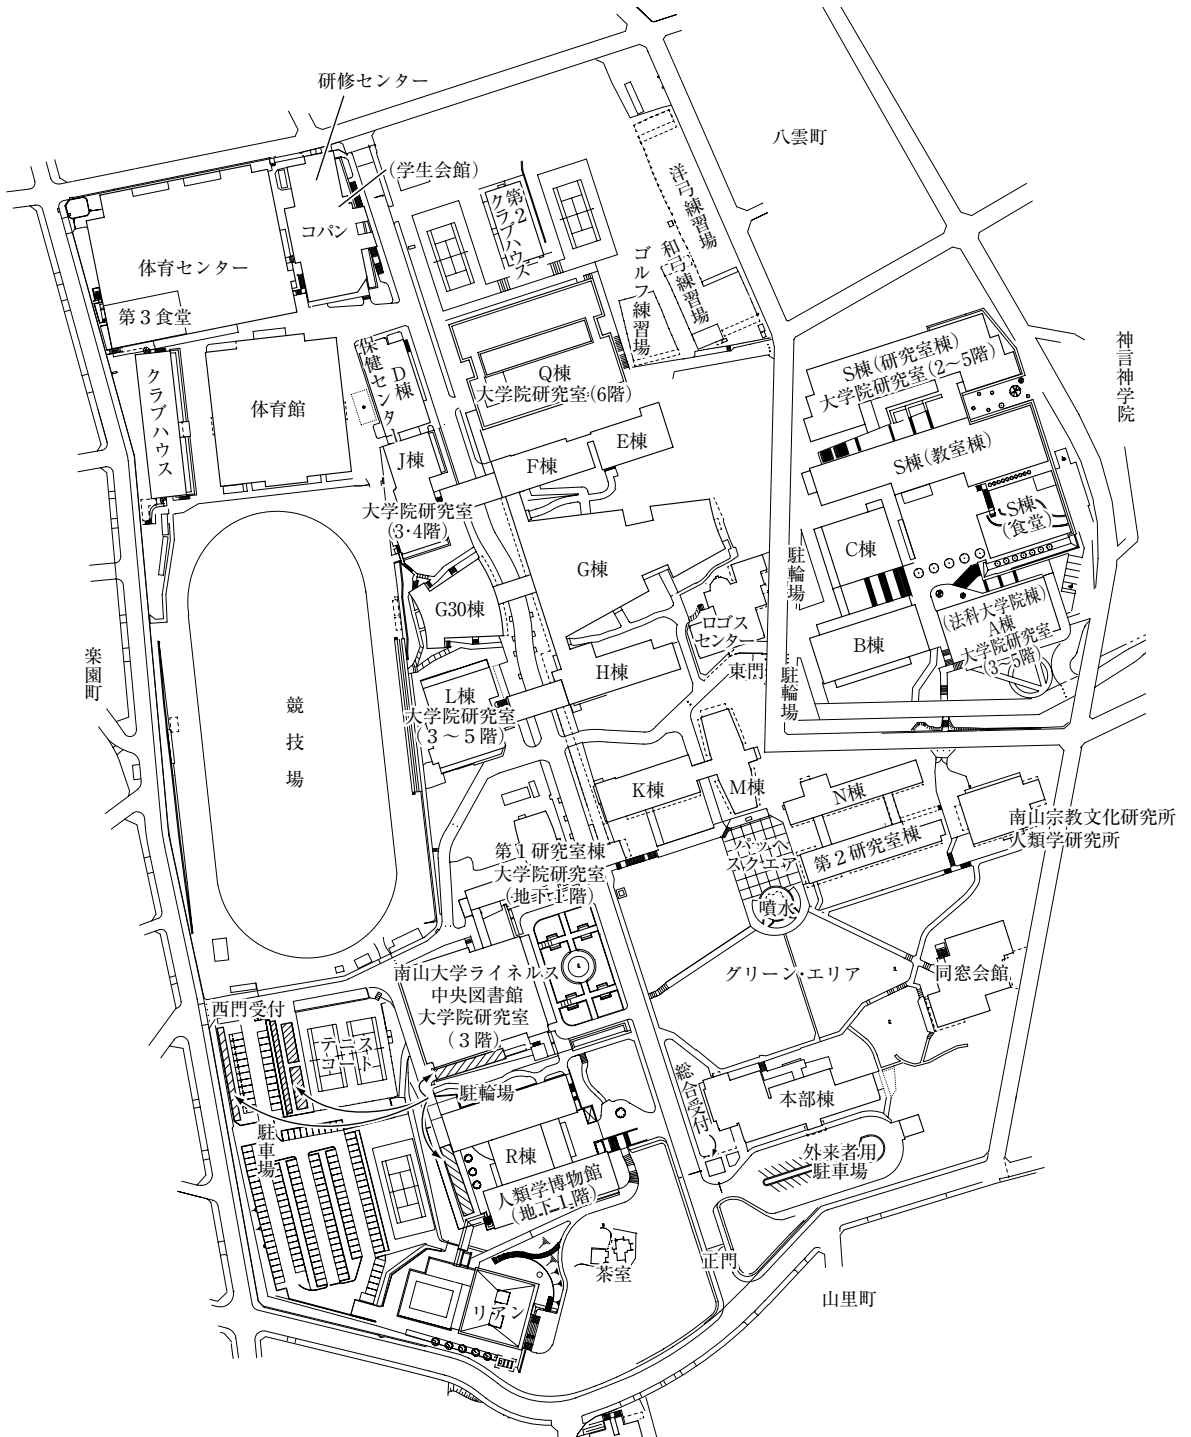 研修センター
八雲町
(学生会館)
コパン
体育センター
第3食堂
第2
クラブハウス
洋弓練習場
和弓練習場
ゴルフ練習場
神言神学院
クラブハウス
体育館
保健センター
D棟
Q棟
大学院研究室(6階)
S棟(研究室棟)
大学院研究室(2〜5階)
E棟
F棟
J棟
大学院研究室
(3・4階)
S棟(教室棟)
S棟
(食堂)
C棟
駐輪場
G棟
G30棟
ロゴス
センター
(法科大学院棟)
A棟
大学院研究室
(3〜5階)
B棟
楽園町
競技場
H棟
東門
駐輪場
L棟
大学院研究室
(3〜5階)
K棟
M棟
N棟
南山宗教文化研究所
人類学研究所
第1研究室棟
大学院研究室
(地下1階)
パッヘ
スクエア
第2研究室棟
噴水
グリーン・エリア
同窓会館
南山大学ライネルス
中央図書館
大学院研究室
(3階)
西門受付
テニス
コート
駐輪場
総合受付
本部棟
駐車場
R棟
外来者用
駐車場
人類学博物館
(地下1階)
茶室
正門
山里町
リアン